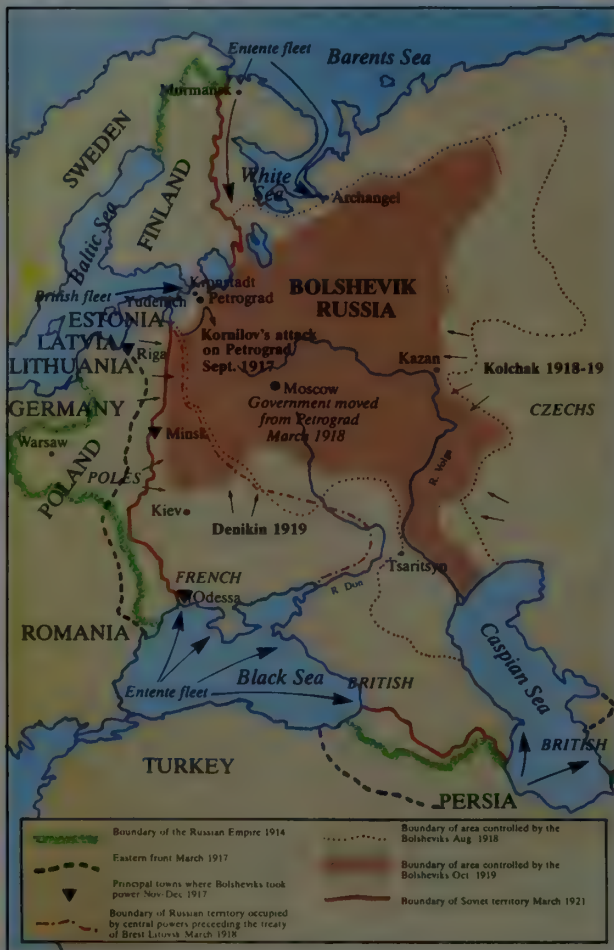 Entente fleet
Barents Sea
Murmansk
SWEDEN
FINLAND
White
Sea
Archangel
Baltic Sea
British fleet
Kronstadt
Yudenich
Petrograd
BOLSHEVIK
RUSSIA
ESTONIA
LATVIA
Riga
LITHUANIA
Kornilov's attack
on Petrograd
Sept. 1917
Kazan
Kolchak 1918-19
GERMANY
Moscow
Government moved
from Petrograd
March 1918
CZECHS
Warsaw
Minsk
POLAND
POLES
R. Volga
Kiev
Denikin 1919
Tsaritsyn
FRENCH
Odessa
R. Don
ROMANIA
Caspian Sea
Black Sea
BRITISH
Entente fleet
BRITISH
TURKEY
PERSIA
Boundary of the Russian Empire 1914
Eastern front March 1917
Principal towns where Bolsheviks took
power Nov-Dec 1917
Boundary of Russian territory occupied
by central powers preceeding the treaty
of Brest Litovsk March 1918
Boundary of area controlled by the
Bolsheviks Aug. 1918
Boundary of area controlled by the
Bolsheviks Oct. 1919
Boundary of Soviet territory March 1921